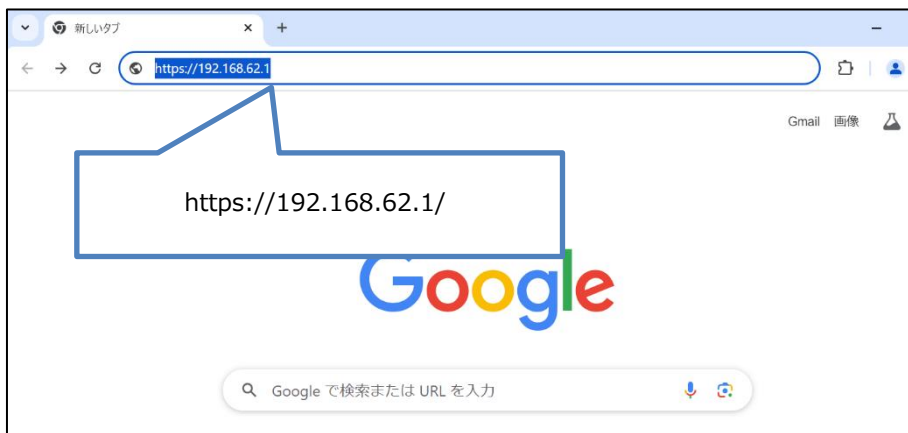 新しいタブ
https://192.168.62.1
Gmail 画像
https://192.168.62.1/
Google
Google で検索または URL を入力